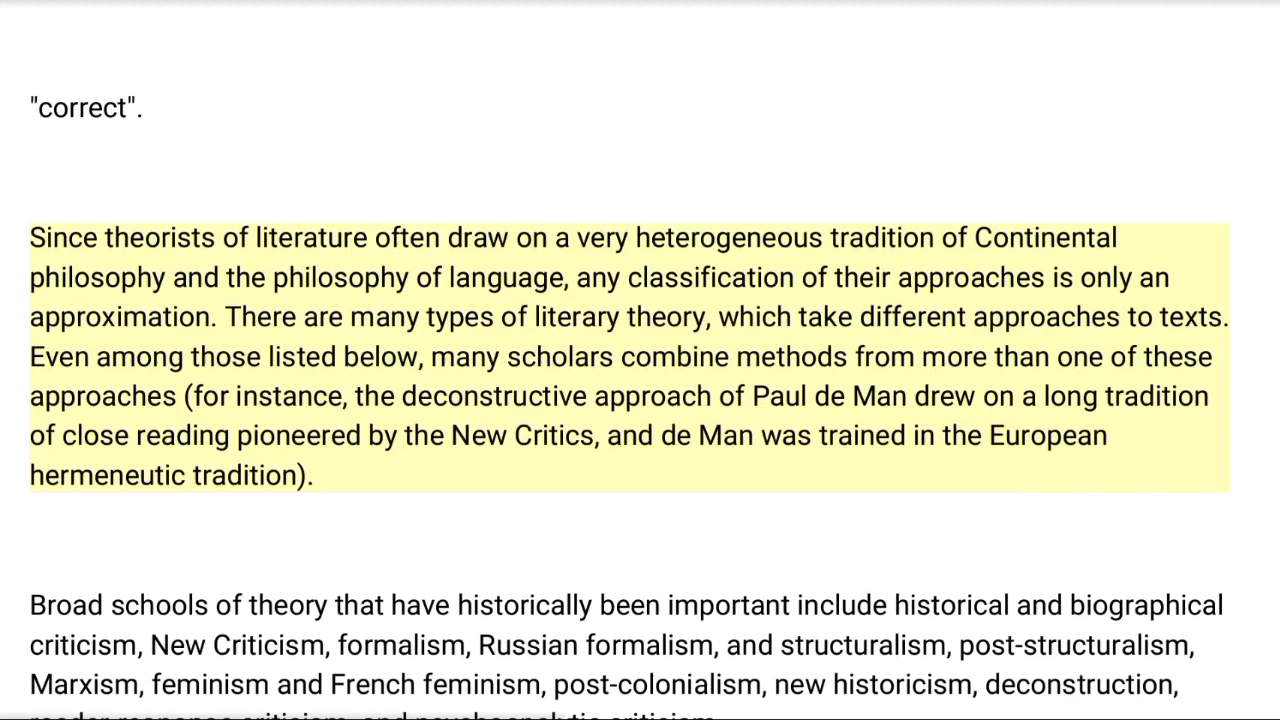 "correct".
Since theorists of literature often draw on a very heterogeneous tradition of Continental
philosophy and the philosophy of language, any classification of their approaches is only an
approximation. There are many types of literary theory, which take different approaches to texts.
Even among those listed below, many scholars combine methods from more than one of these
approaches (for instance, the deconstructive approach of Paul de Man drew on a long tradition
of close reading pioneered by the New Critics, and de Man was trained in the European
hermeneutic tradition).
Broad schools of theory that have historically been important include historical and biographical
criticism, New Criticism, formalism, Russian formalism, and structuralism, post-structuralism,
Marxism, feminism and French feminism, post-colonialism, new historicism, deconstruction,
reader-response criticism, and psychoanalytic criticism.